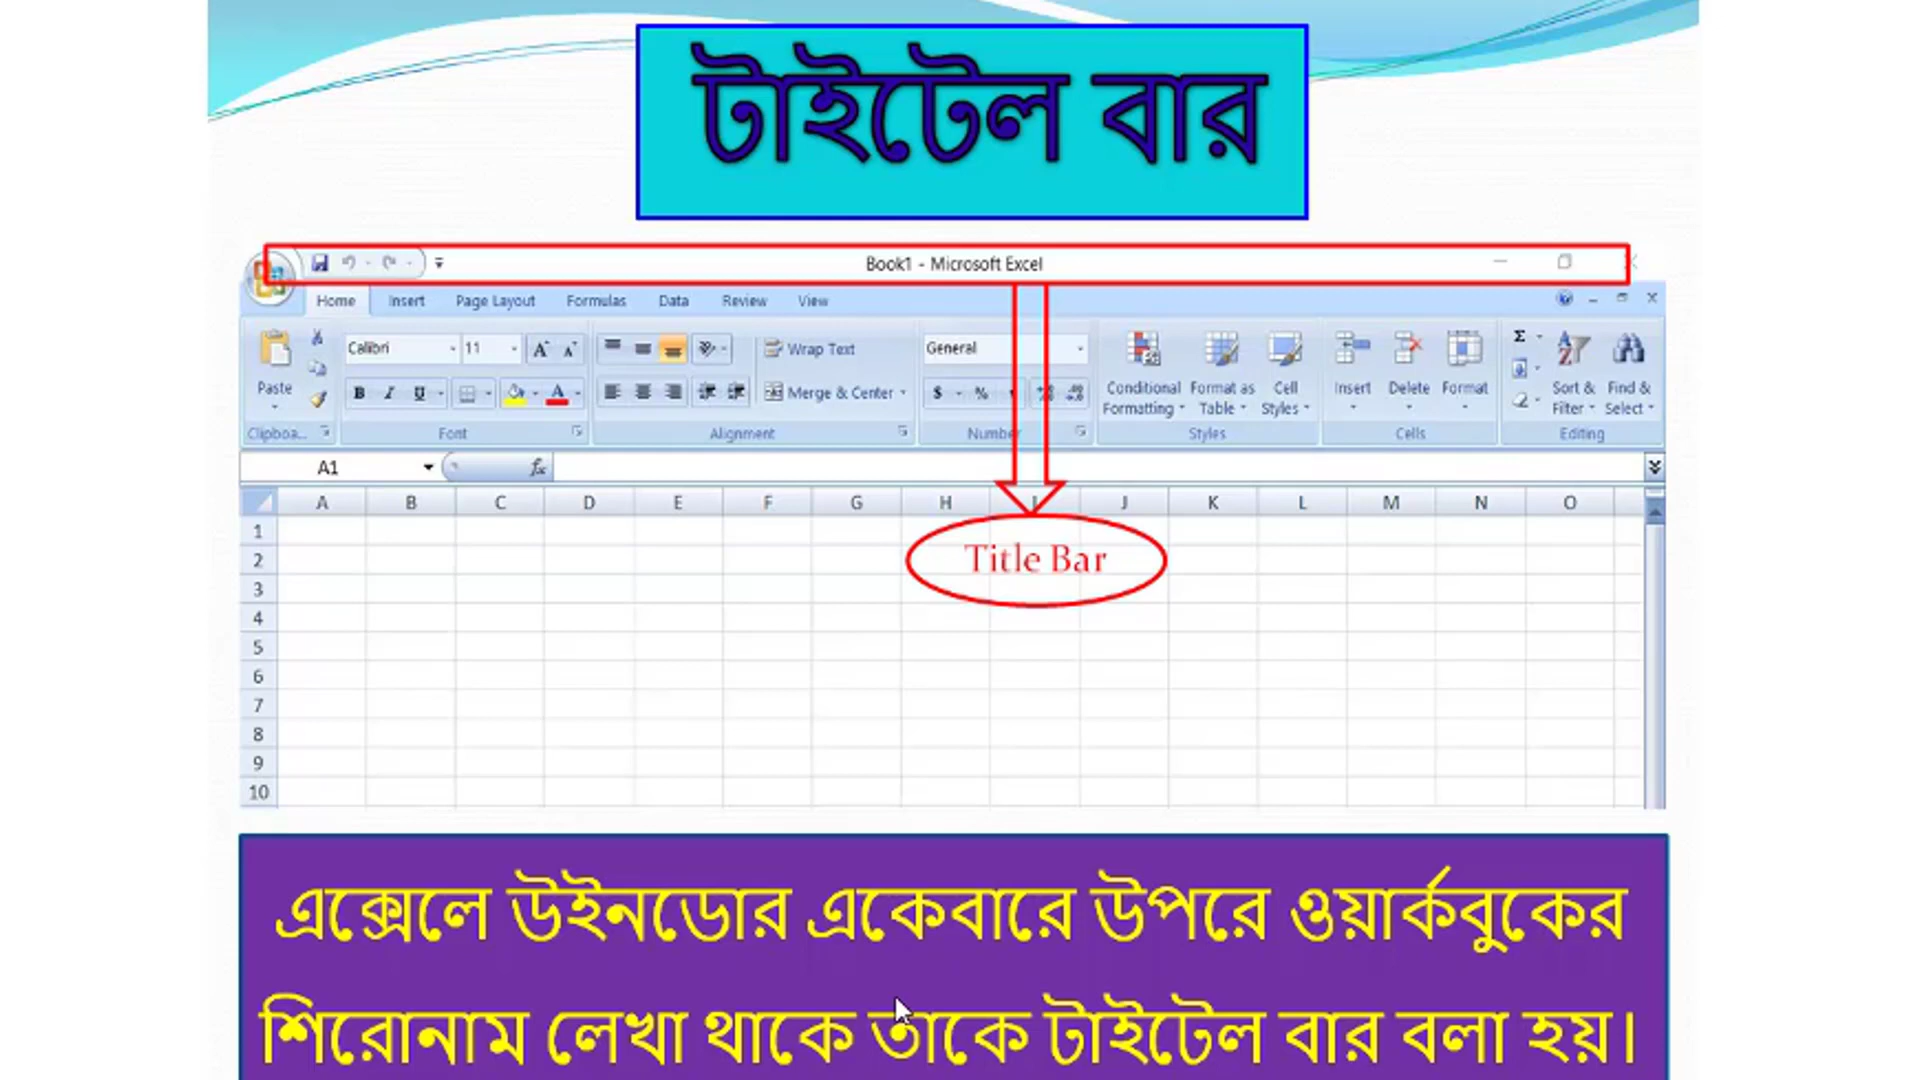 টাইটেল বার
Book1 - Microsoft Excel
Home Insert Page Layout Formulas Data Review View
Calibri 11 Wrap Text General
Paste Conditional Format as Cell Insert Delete Format Sort & Find &
B I U A Merge & Center $ % Formatting Table Styles Filter Select
Clipboa... Font Alignment Number Styles Cells Editing
A1 fx
A B C D E F G H I J K L M N O
1
2
Title Bar
3
4
5
6
7
8
9
10
এক্সেলে উইনডোর একেবারে উপরে ওয়ার্কবুকের
শিরোনাম লেখা থাকে তাকে টাইটেল বার বলা হয়।